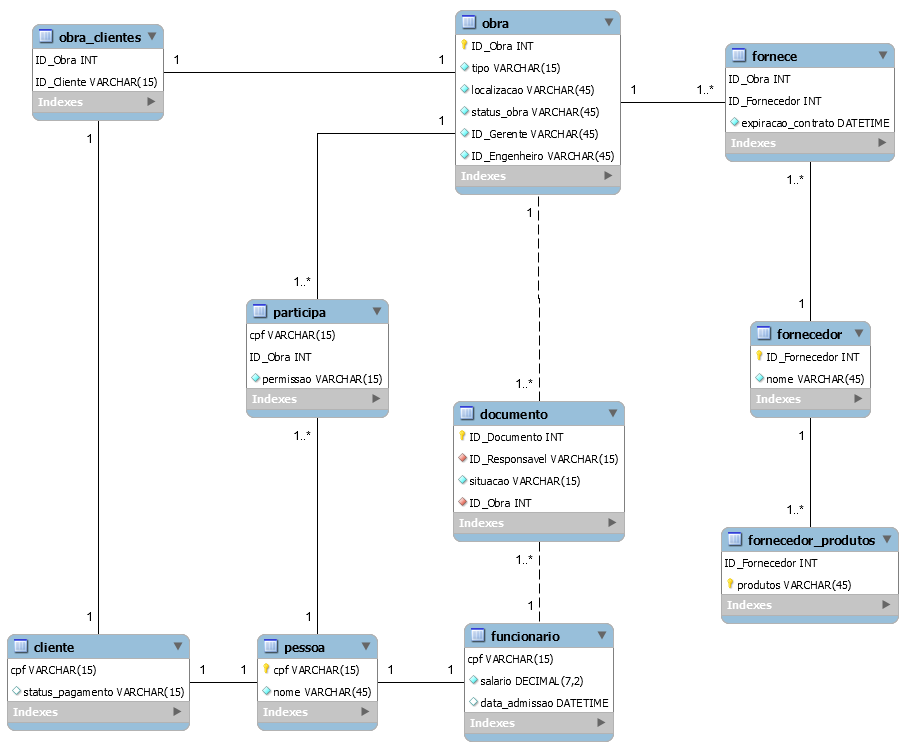 obra_clientes
ID_Obra INT
ID_Cliente VARCHAR(15)
Indexes
1
1
obra
ID_Obra INT
tipo VARCHAR(15)
localizacao VARCHAR(45)
status_obra VARCHAR(45)
ID_Gerente VARCHAR(45)
ID_Engenheiro VARCHAR(45)
Indexes
1
1..*
fornece
ID_Obra INT
ID_Fornecedor INT
expiracao_contrato DATETIME
Indexes
1
1
1..*
1
1..*
participa
cpf VARCHAR(15)
ID_Obra INT
permissao VARCHAR(15)
Indexes
1..*
1
fornecedor
ID_Fornecedor INT
nome VARCHAR(45)
Indexes
1..*
documento
ID_Documento INT
ID_Responsavel VARCHAR(15)
situacao VARCHAR(15)
ID_Obra INT
Indexes
1
1..*
fornecedor_produtos
ID_Fornecedor INT
produtos VARCHAR(45)
Indexes
1..*
1
1
1
cliente
cpf VARCHAR(15)
status_pagamento VARCHAR(15)
Indexes
1
1
pessoa
cpf VARCHAR(15)
nome VARCHAR(45)
Indexes
1
1
funcionario
cpf VARCHAR(15)
salario DECIMAL(7,2)
data_admissao DATETIME
Indexes